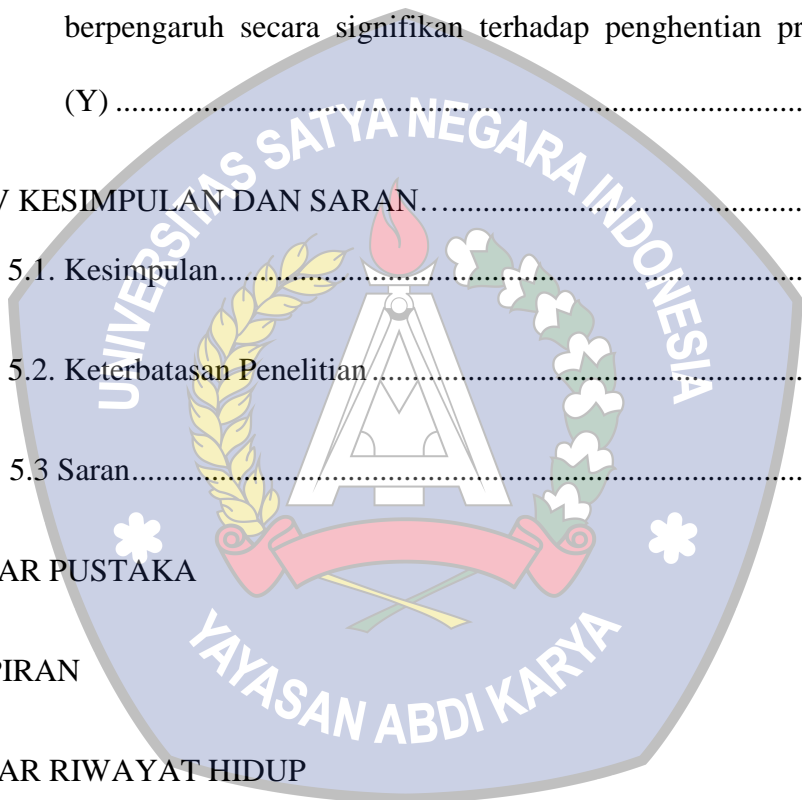 berpengaruh secara signifikan terhadap penghentian pr
(Y) ......................................................................................
V KESIMPULAN DAN SARAN…............................................
5.1. Kesimpulan.........................................................................
5.2. Keterbatasan Penelitian ......................................................
5.3 Saran....................................................................................
AR PUSTAKA
PIRAN
AR RIWAYAT HIDUP
UNIVERSITAS SATYA NEGARA INDONESIA
YAYASAN ABDI KARYA